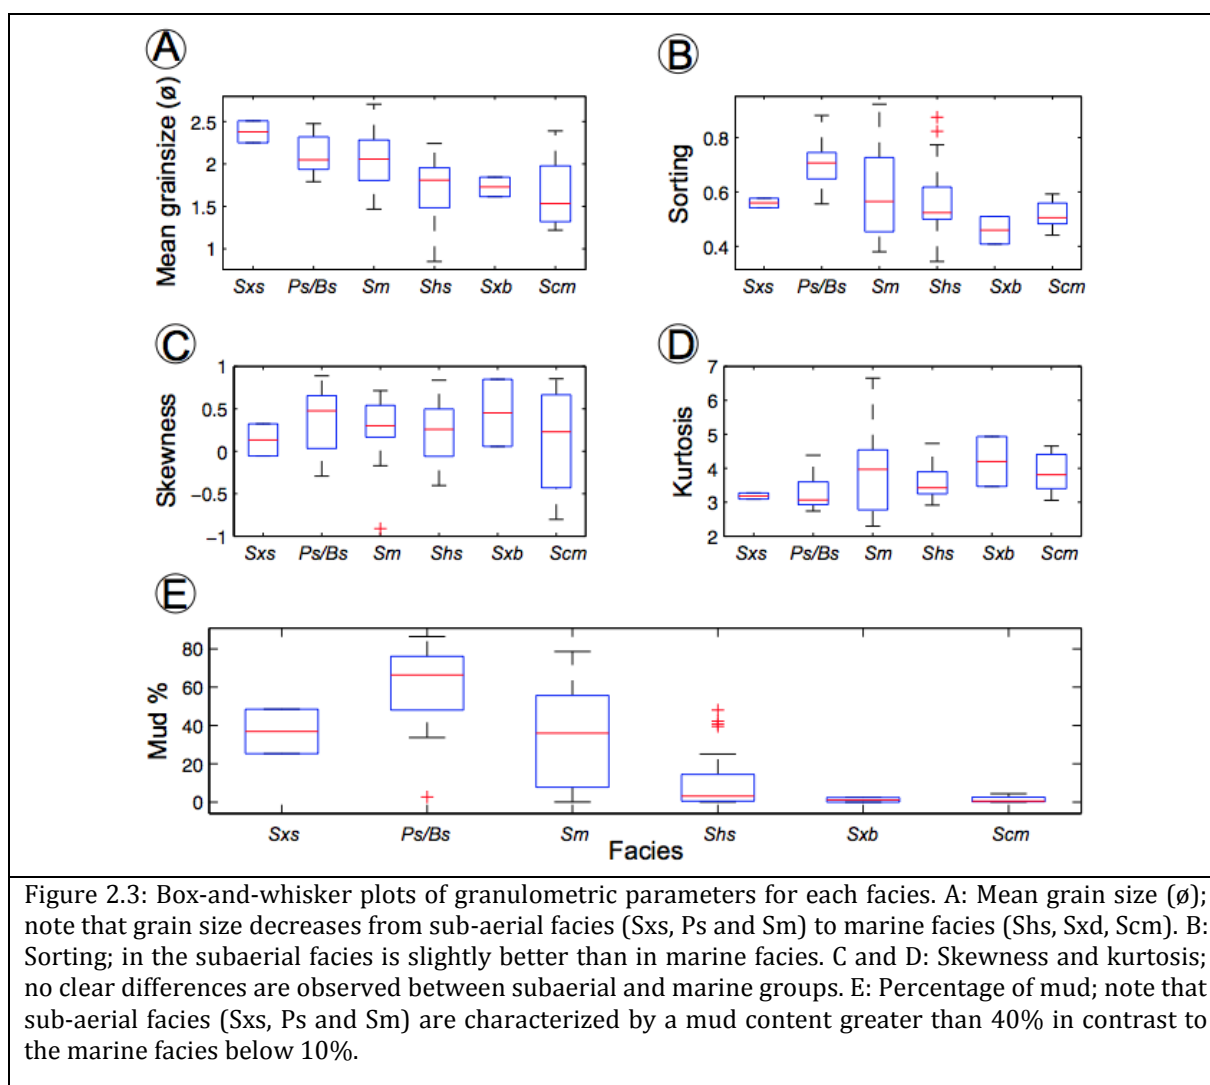 A
B
Mean grainsize (ø)
2.5
2
1.5
1
Sxs Ps/Bs Sm Shs Sxb Scm
Sorting
0.8
0.6
0.4
Sxs Ps/Bs Sm Shs Sxb Scm
C
D
Skewness
1
0.5
0
−0.5
−1
Sxs Ps/Bs Sm Shs Sxb Scm
Kurtosis
7
6
5
4
3
2
Sxs Ps/Bs Sm Shs Sxb Scm
E
Mud %
80
60
40
20
0
Sxs Ps/Bs Sm Shs Sxb Scm
Facies
Figure 2.3: Box-and-whisker plots of granulometric parameters for each facies. A: Mean grain size (ø);
note that grain size decreases from sub-aerial facies (Sxs, Ps and Sm) to marine facies (Shs, Sxd, Scm). B:
Sorting; in the subaerial facies is slightly better than in marine facies. C and D: Skewness and kurtosis;
no clear differences are observed between subaerial and marine groups. E: Percentage of mud; note that
sub-aerial facies (Sxs, Ps and Sm) are characterized by a mud content greater than 40% in contrast to
the marine facies below 10%.